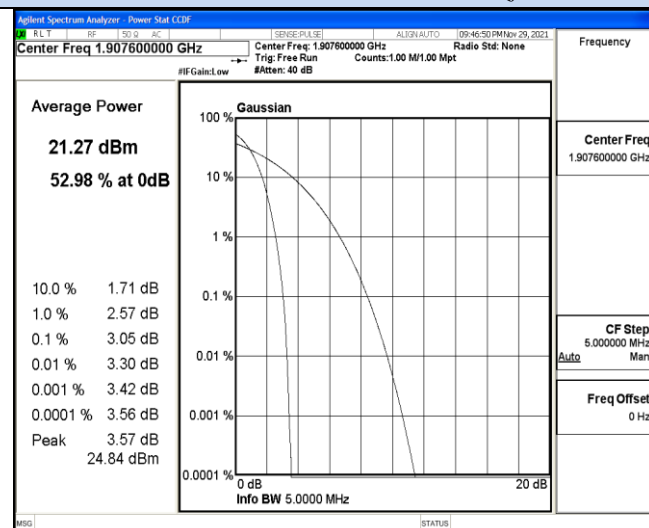 Agilent Spectrum Analyzer - Power Stat CCDF
LXI RL T RF 50 Ω AC SENSE:PULSE ALIGN AUTO 09:46:50 PM Nov 29, 2021
Center Freq 1.907600000 GHz
Center Freq: 1.907600000 GHz Radio Std: None
Trig: Free Run Counts:1.00 M/1.00 Mpt
#IFGain:Low #Atten: 40 dB
Frequency
Average Power
21.27 dBm
52.98 % at 0dB
10.0 % 1.71 dB
1.0 % 2.57 dB
0.1 % 3.05 dB
0.01 % 3.30 dB
0.001 % 3.42 dB
0.0001 % 3.56 dB
Peak 3.57 dB
24.84 dBm
Gaussian
100 %
10 %
1 %
0.1 %
0.01 %
0.001 %
0.0001 %
0 dB 20 dB
Info BW 5.0000 MHz
Center Freq
1.907600000 GHz
CF Step
5.000000 MHz
Auto Man
Freq Offset
0 Hz
MSG STATUS